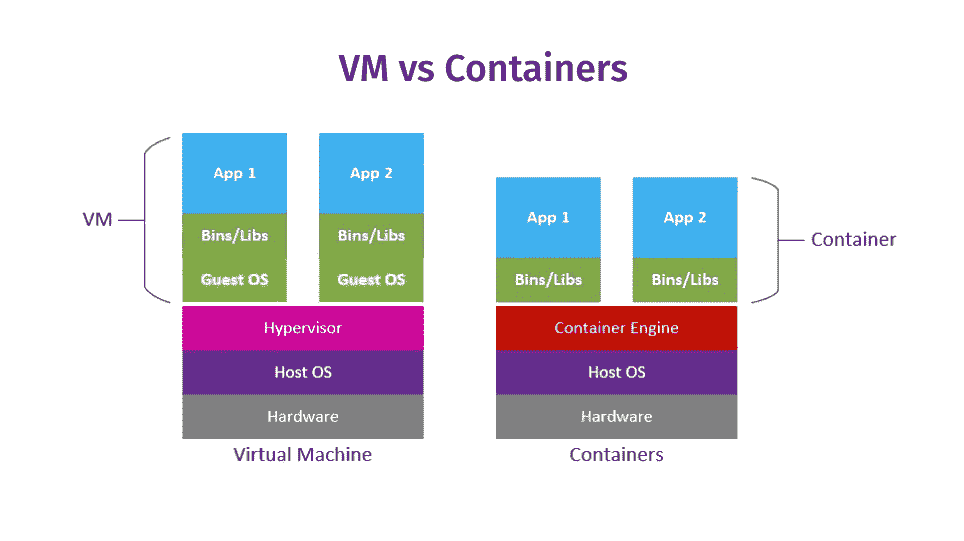 VM vs Containers
VM
App 1
Bins/Libs
Guest OS
App 2
Bins/Libs
Guest OS
Hypervisor
Host OS
Hardware
Virtual Machine
App 1
Bins/Libs
App 2
Bins/Libs
Container
Container Engine
Host OS
Hardware
Containers